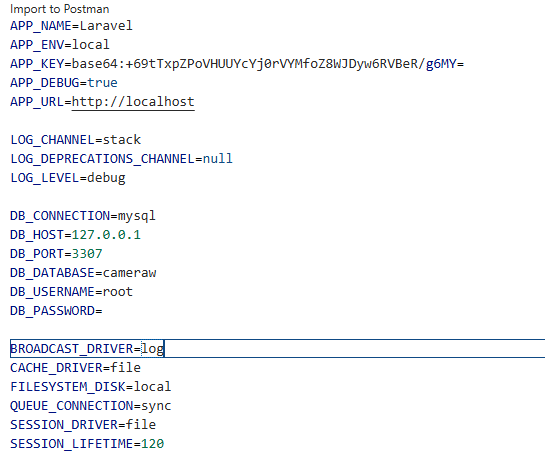 Import to Postman
APP_NAME=Laravel
APP_ENV=local
APP_KEY=base64:+69tTxpZPoVHUUYcYj0rVYMfoZ8WJDyw6RVBeR/g6MY=
APP_DEBUG=true
APP_URL=http://localhost
LOG_CHANNEL=stack
LOG_DEPRECATIONS_CHANNEL=null
LOG_LEVEL=debug
DB_CONNECTION=mysql
DB_HOST=127.0.0.1
DB_PORT=3307
DB_DATABASE=cameraw
DB_USERNAME=root
DB_PASSWORD=
BROADCAST_DRIVER=log
CACHE_DRIVER=file
FILESYSTEM_DISK=local
QUEUE_CONNECTION=sync
SESSION_DRIVER=file
SESSION_LIFETIME=120